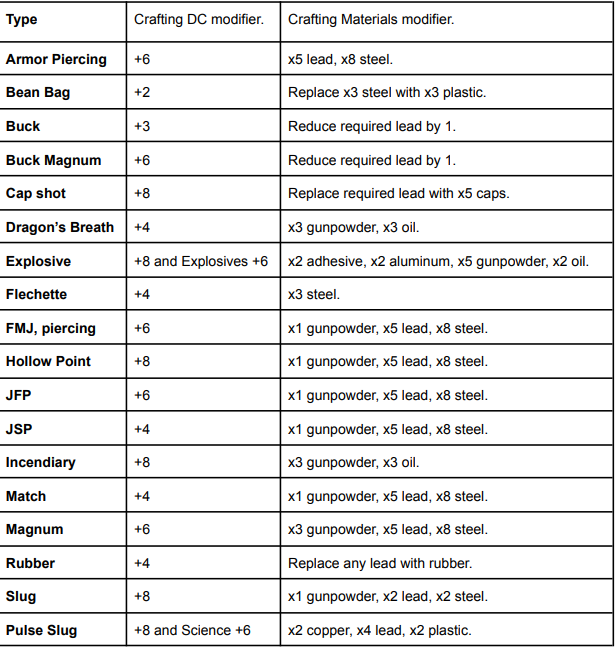 Type Crafting DC modifier. Crafting Materials modifier.
Armor Piercing +6 x5 lead, x8 steel.
Bean Bag +2 Replace x3 steel with x3 plastic.
Buck +3 Reduce required lead by 1.
Buck Magnum +6 Reduce required lead by 1.
Cap shot +8 Replace required lead with x5 caps.
Dragon's Breath +4 x3 gunpowder, x3 oil.
Explosive +8 and Explosives +6 x2 adhesive, x2 aluminum, x5 gunpowder, x2 oil.
Flechette +4 x3 steel.
FMJ, piercing +6 x1 gunpowder, x5 lead, x8 steel.
Hollow Point +8 x1 gunpowder, x5 lead, x8 steel.
JFP +6 x1 gunpowder, x5 lead, x8 steel.
JSP +4 x1 gunpowder, x5 lead, x8 steel.
Incendiary +8 x3 gunpowder, x3 oil.
Match +4 x1 gunpowder, x5 lead, x8 steel.
Magnum +6 x3 gunpowder, x5 lead, x8 steel.
Rubber +4 Replace any lead with rubber.
Slug +8 x1 gunpowder, x2 lead, x2 steel.
Pulse Slug +8 and Science +6 x2 copper, x4 lead, x2 plastic.